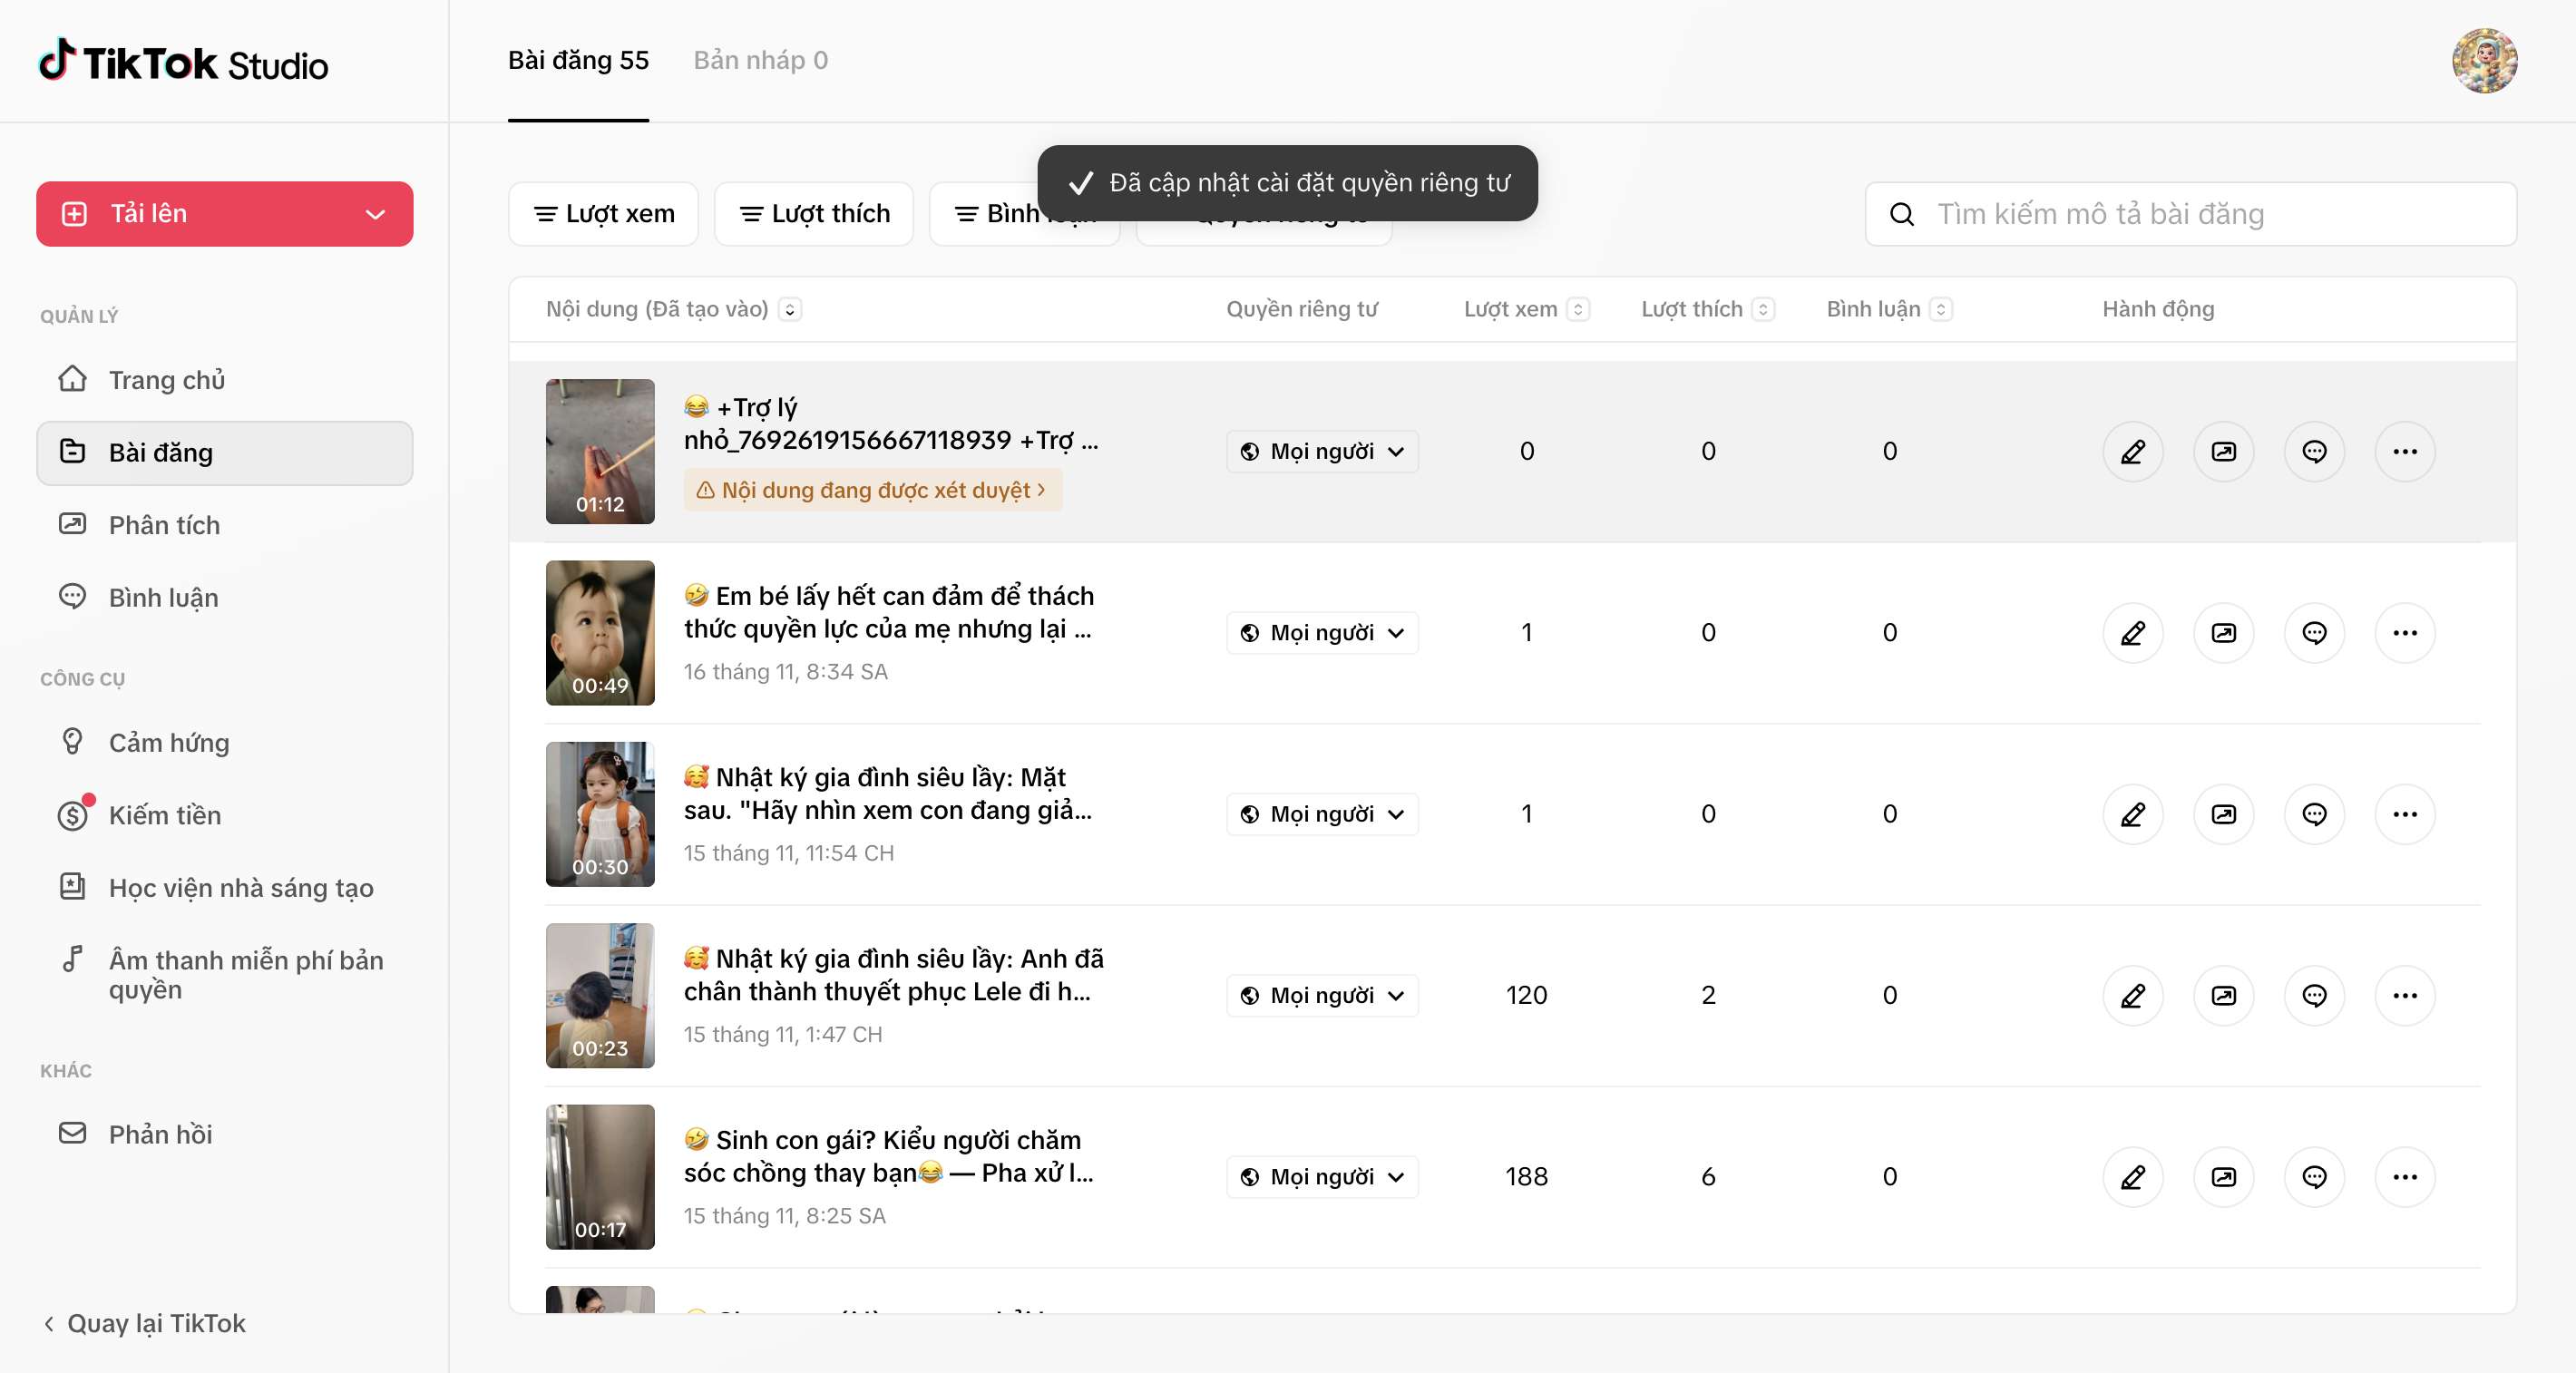 TikTok Studio
Bài đăng 55
Bản nháp 0
Tải lên
Đã cập nhật cài đặt quyền riêng tư
Lượt xem
Lượt thích
Tìm kiếm mô tả bài đăng
QUẢN LÝ
Trang chủ
Bài đăng
Phân tích
Bình luận
CÔNG CỤ
Cảm hứng
Kiếm tiền
Học viện nhà sáng tạo
Âm thanh miễn phí bản
quyền
KHÁC
Phản hồi
Quay lại TikTok
Nội dung (Đã tạo vào)
Quyền riêng tư
Lượt xem
Lượt thích
Bình luận
Hành động
01:12
😂 +Trợ lý
nhỏ_7692619156667118939 +Trợ ...
Nội dung đang được xét duyệt
Mọi người
0
0
0
00:49
🤣 Em bé lấy hết can đảm để thách
thức quyền lực của mẹ nhưng lại ...
16 tháng 11, 8:34 SA
Mọi người
1
0
0
00:30
🥰 Nhật ký gia đình siêu lầy: Mặt
sau. "Hãy nhìn xem con đang giả...
15 tháng 11, 11:54 CH
Mọi người
1
0
0
00:23
🥰 Nhật ký gia đình siêu lầy: Anh đã
chân thành thuyết phục Lele đi h...
15 tháng 11, 1:47 CH
Mọi người
120
2
0
00:17
🤣 Sinh con gái? Kiểu người chăm
sóc chồng thay bạn😂 — Pha xử l...
15 tháng 11, 8:25 SA
Mọi người
188
6
0